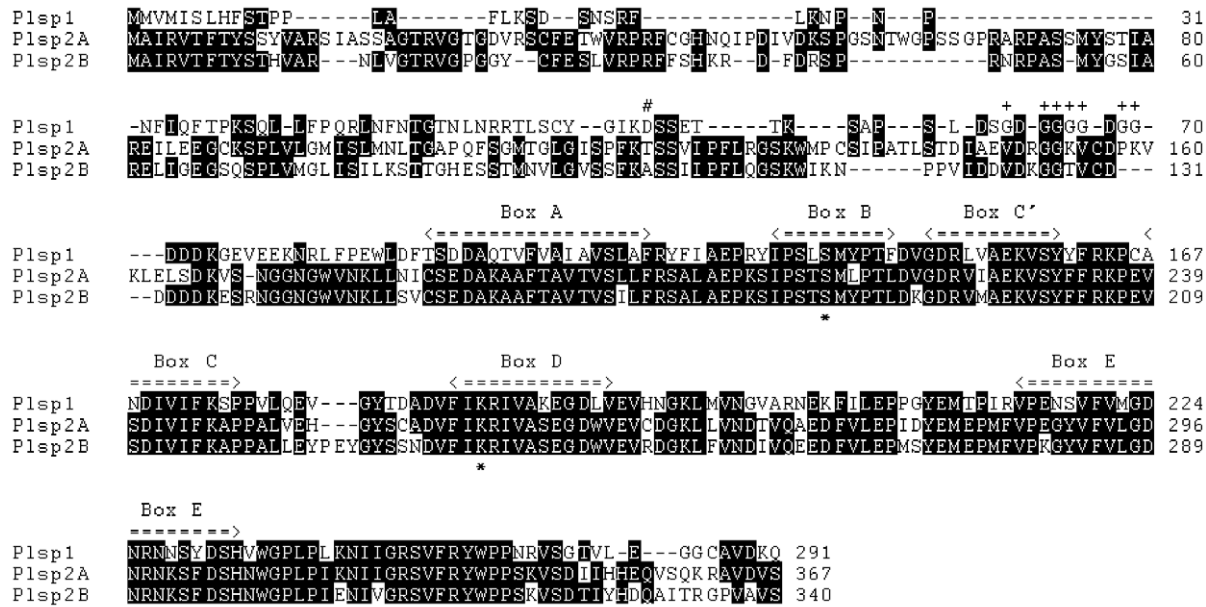 Plsp1 MMVMISLHFSTPP------LA-------FLKSD--SNSRF------------LKNP---N--P----------------- 31
Plsp2A MAIRVTFTYSSYVARSIASSAGTRVGTGDVRSCFETWVRPRFCGHNQIPDIVDKSPGSNTWGPSSGPRARPASSMYSTIA 80
Plsp2B MAIRVTFTYSTHVAR---NLVGTRVGPGGY--CFESLVRPRFFSHKR--D-FDRSP-----------RNRPAS-MYGSIA 60
# + ++++ ++
Plsp1 -NFIQFTPKSQL-LFPQRLNFNTGTNLNRRTLSCY--GIKDSSET-----TK----SAP---S-L-DSGD-GGGG-DGG- 70
Plsp2A REILEEGCKSPLVLGMISLMNLTGAPQFSGMTGLGISPFKTSSVIPFLRGSKWMPCSIPATLSTDIAEVDRGGKVCDPKV 160
Plsp2B RELIGEGSQSPLVMGLISILKSTTGHESSTMNVLGVSSFKASSIIPFLQGSKWIKN------PPVIDDVDKGGTVCD--- 131
Box A Box B Box C´
<===============> <=======> <==========> <
Plsp1 ---DDDKGEVEEKNRLFPEWLDFTSDDAQTVFVAIAVSLAFRYFIAEPRYIPSLSMYPTFDVGDRLVAEKVSYYFRKPCA 167
Plsp2A KLELSDKVS-NGGNGWVNKLLNICSEDAKAAFTAVTVSLLFRSALAEPKSIPSTSMLPTLDVGDRVIAEKVSYFFRKPEV 239
Plsp2B --DDDDKESRNGGNGWVNKLLSVCSEDAKAAFTAVTVSILFRSALAEPKSIPSTSMYPTLDKGDRVMAEKVSYFFRKPEV 209
*
Box C Box D Box E
========> <===========> <==========
Plsp1 NDIVIFKSPPVLQEV---GYTDADVFIKRIVAKEGDLVEVHNGKLMVNGVARNEKFILEPPGYEMTPIRVPENSVFVMGD 224
Plsp2A SDIVIFKAPPALVEH---GYSCADVFIKRIVASEGDWVEVCDGKLLVNDTVQAEDFVLEPIDYEMEPMFVPEGYVFVLGD 296
Plsp2B SDIVIFKAPPALLEYPEYGYSSNDVFIKRIVASEGDWVEVRDGKLFVNDIVQEEDFVLEPMSYEMEPMFVPKGYVFVLGD 289
*
Box E
========>
Plsp1 NRNNSYDSHVWGPLPLKNIIGRSVFRYWPPNRVSGTVL-E---GGCAVDKQ 291
Plsp2A NRNKSFDSHNWGPLPIKNIIGRSVFRYWPPSKVSDIIHHEQVSQKRAVDVS 367
Plsp2B NRNKSFDSHNWGPLPIENIVGRSVFRYWPPSKVSDTIYHDQAITRGPVAVS 340